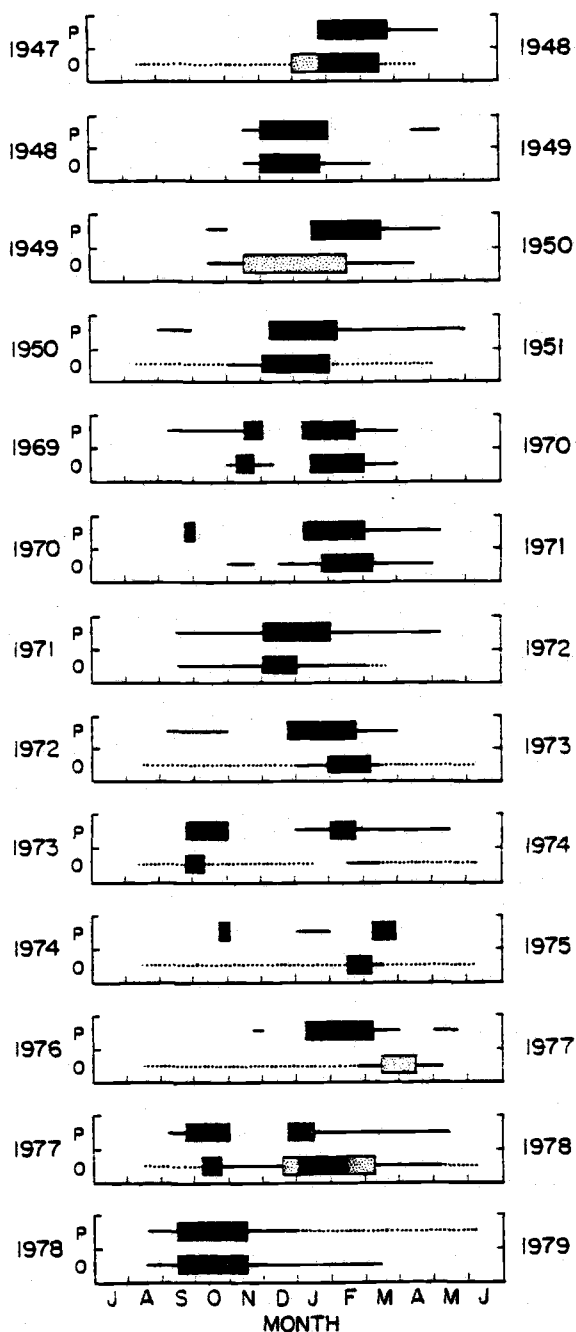 P
1947 1948
O
P
1948 1949
O
P
1949 1950
O
P
1950 1951
O
P
1969 1970
O
P
1970 1971
O
P
1971 1972
O
P
1972 1973
O
P
1973 1974
O
P
1974 1975
O
P
1976 1977
O
P
1977 1978
O
P
1978 1979
O
J A S O N D J F M A M J
MONTH